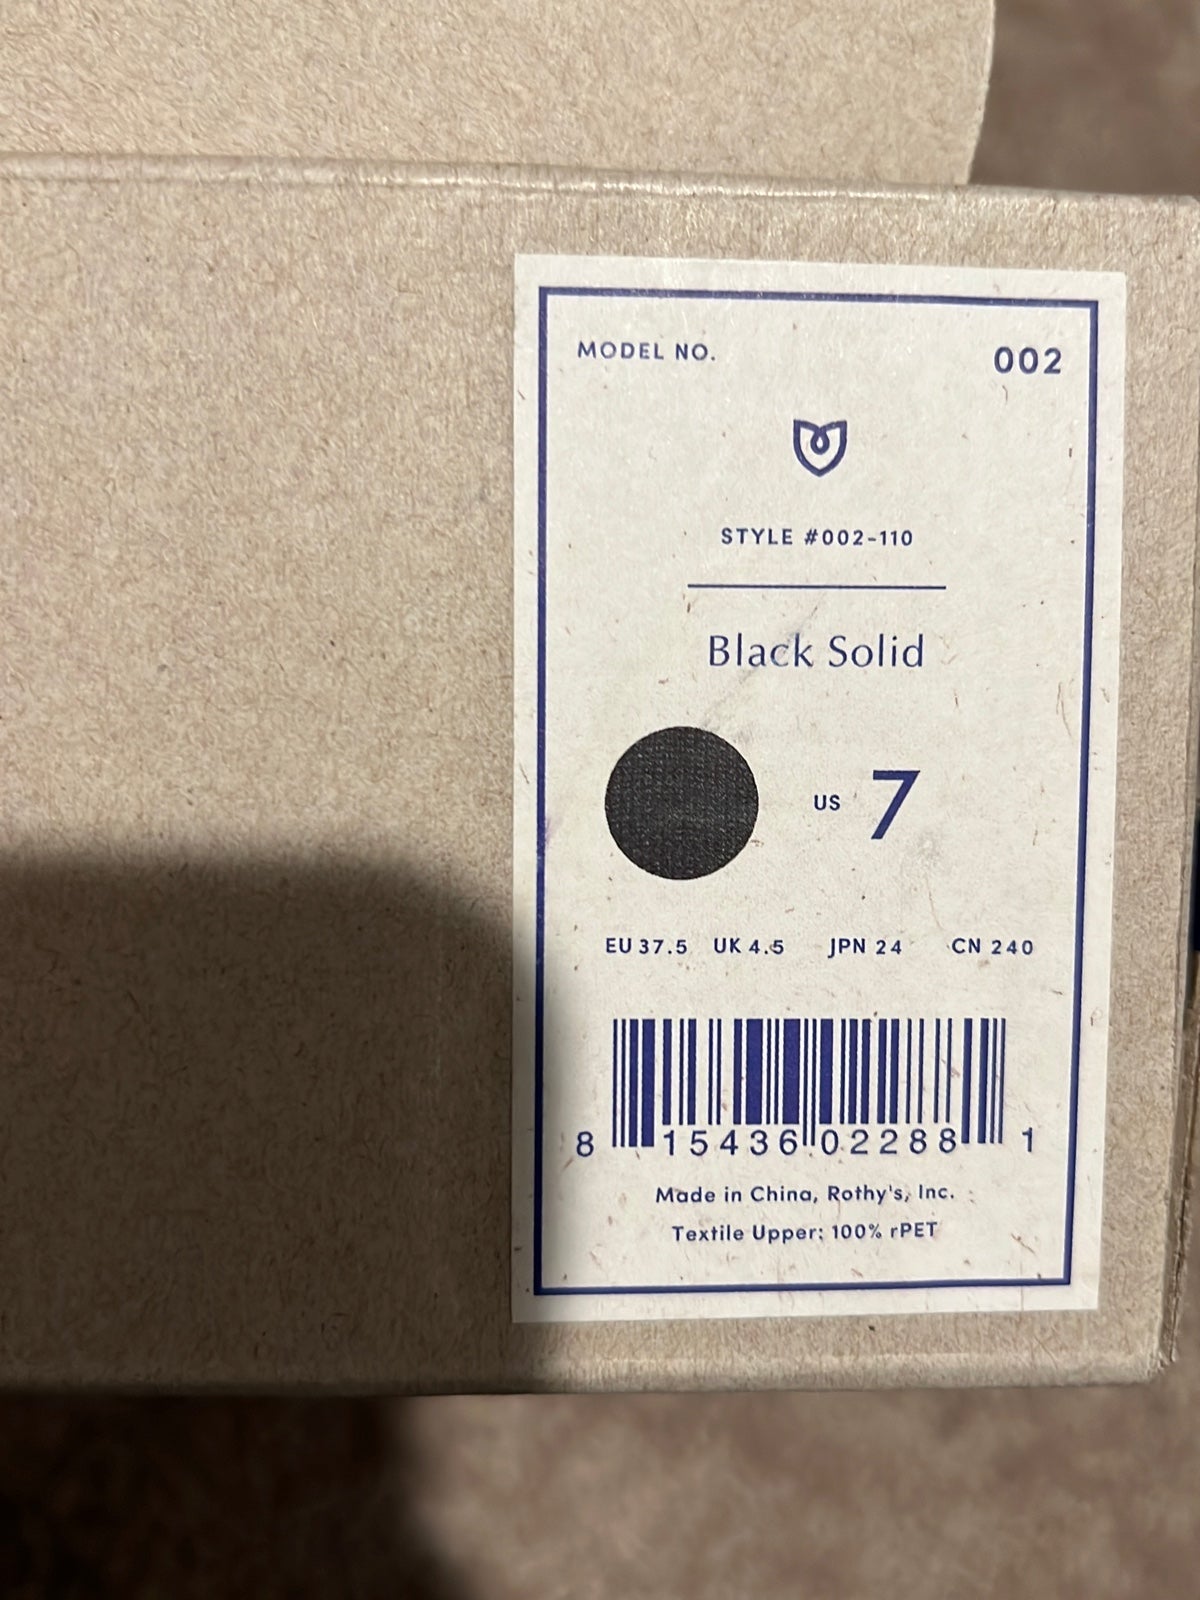 MODEL NO. 002
STYLE #002-110
Black Solid
US 7
EU 37.5 UK 4.5 JPN 24 CN 240
8 15436 02288 1
Made in China, Rothy's, Inc.
Textile Upper: 100% rPET